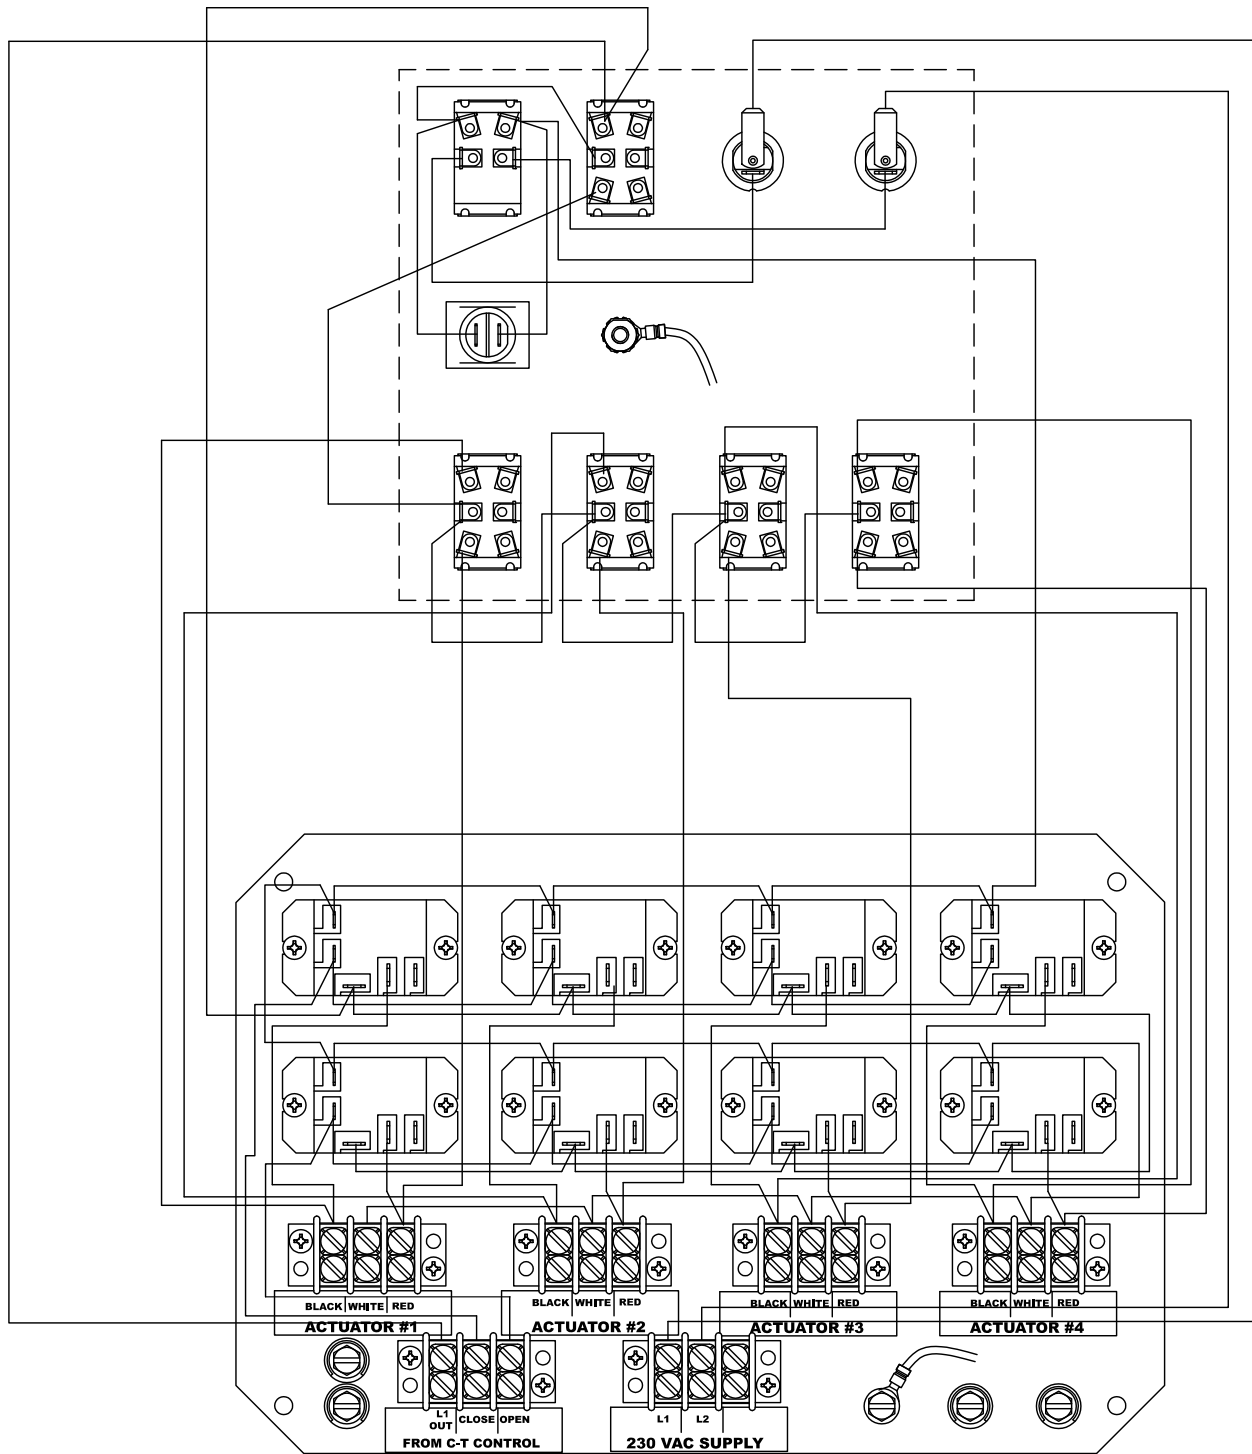 BLACK WHITE RED
ACTUATOR #1
BLACK WHITE RED
ACTUATOR #2
BLACK WHITE RED
ACTUATOR #3
BLACK WHITE RED
ACTUATOR #4
L1
OUT CLOSE OPEN
FROM C-T CONTROL
L1 L2
230 VAC SUPPLY